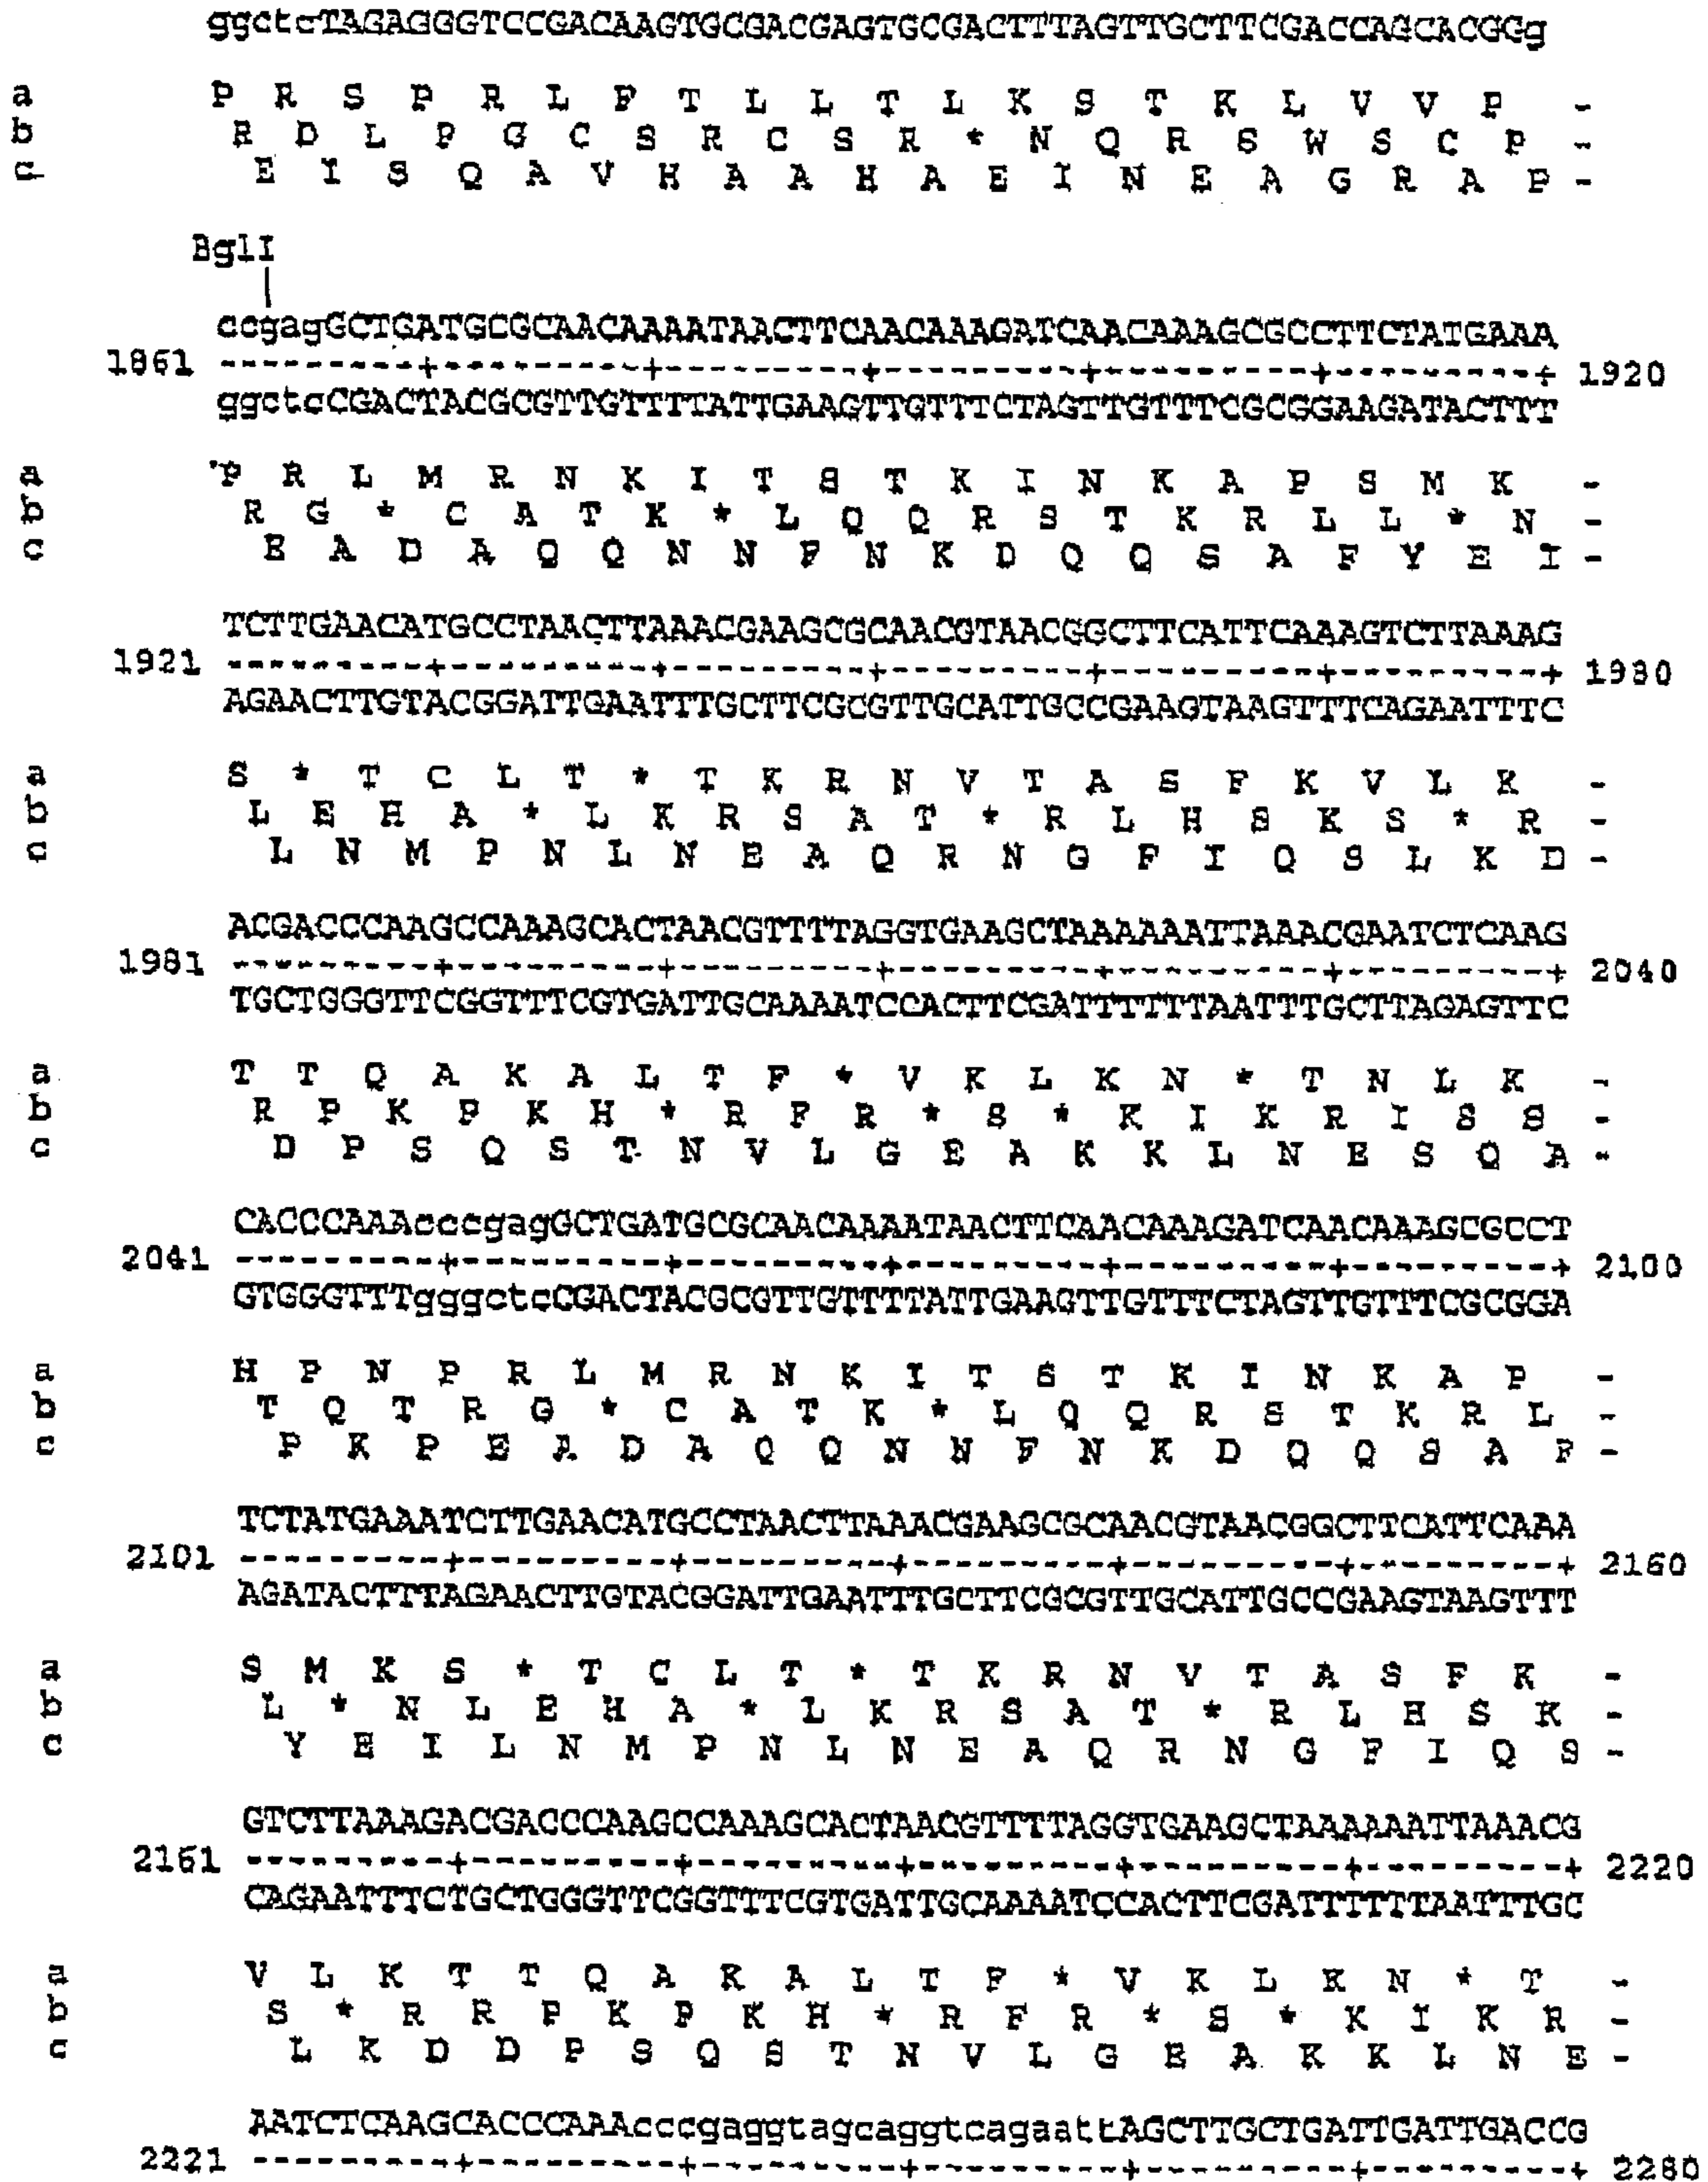 ggctcTAGAGGGTCCGACAAGTGCGACGAGTGCGACTTTAGTTGCTTCGACCAGCACGGg
a P R S P R L F T L L T L K S T K L V V P -
b R D L P G C S R C S R * N Q R S W S C P -
c E I S Q A V H A A H A E I N E A G R A P -
BglI
ccgagGCTGATGCGCAACAAAATAACTTCAACAAAGATCAACAAAGCGCCTTCTATGAAA
1861 ---------+---------+---------+---------+---------+---------+ 1920
ggctcCGACTACGCGTTGTTTTATTGAAGTTGTTTCTAGTTGTTTCGCGGAAGATACTTT
a P R L M R N K I T S T K I N K A P S M K -
b R G * C A T K * L Q Q R S T K R L L * N -
c E A D A Q Q N N F N K D Q Q S A F Y E I -
TCTTGAACATGCCTAACTTAAACGAAGCGCAACGTAACGGCTTCATTCAAAGTCTTAAAG
1921 ---------+---------+---------+---------+---------+---------+ 1980
AGAACTTGTACGGATTGAATTTGCTTCGCGTTGCATTGCCGAAGTAAGTTTCAGAATTTC
a S * T C L T * T K R N V T A S F K V L K -
b L E H A * L K R S A T * R L H S K S * R -
c L N M P N L N E A Q R N G F I Q S L K D -
ACGACCCAAGCCAAAGCACTAACGTTTTAGGTGAAGCTAAAAAATTAAACGAATCTCAAG
1981 ---------+---------+---------+---------+---------+---------+ 2040
TGCTGGGTTCGGTTTCGTGATTGCAAAATCCACTTCGATTTTTTAATTTGCTTAGAGTTC
a T T Q A K A L T F * V K L K N * T N L K -
b R P K P K H * R F R * S * K I K R I S S -
c D P S Q S T N V L G E A K K L N E S Q A -
CACCCAAAcccgagGCTGATGCGCAACAAAATAACTTCAACAAAGATCAACAAAGCGCCT
2041 ---------+---------+---------+---------+---------+---------+ 2100
GTGGGTTTgggctcCGACTACGCGTTGTTTTATTGAAGTTGTTTCTAGTTGTTTCGCGGA
a H P N P R L M R N K I T S T K I N K A P -
b T Q T R G * C A T K * L Q Q R S T K R L -
c P K P E A D A Q Q N N F N K D Q Q S A F -
TCTATGAAATCTTGAACATGCCTAACTTAAACGAAGCGCAACGTAACGGCTTCATTCAAA
2101 ---------+---------+---------+---------+---------+---------+ 2160
AGATACTTTAGAACTTGTACGGATTGAATTTGCTTCGCGTTGCATTGCCGAAGTAAGTTT
a S M K S * T C L T * T K R N V T A S F K -
b L * N L E H A * L K R S A T * R L H S K -
c Y E I L N M P N L N E A Q R N G F I Q S -
GTCTTAAAGACGACCCAAGCCAAAGCACTAACGTTTTAGGTGAAGCTAAAAAATTAAACG
2161 ---------+---------+---------+---------+---------+---------+ 2220
CAGAATTTCTGCTGGGTTCGGTTTCGTGATTGCAAAATCCACTTCGATTTTTTAATTTGC
a V L K T T Q A K A L T F * V K L K N * T -
b S * R R P K P K H * R F R * S * K I K R -
c L K D D P S Q S T N V L G E A K K L N E -
AATCTCAAGCACCCAAAcccgaggtagcaggtcagaattAGCTTGCTGATTGATTGACCG
2221 ---------+---------+---------+---------+---------+---------+ 2280